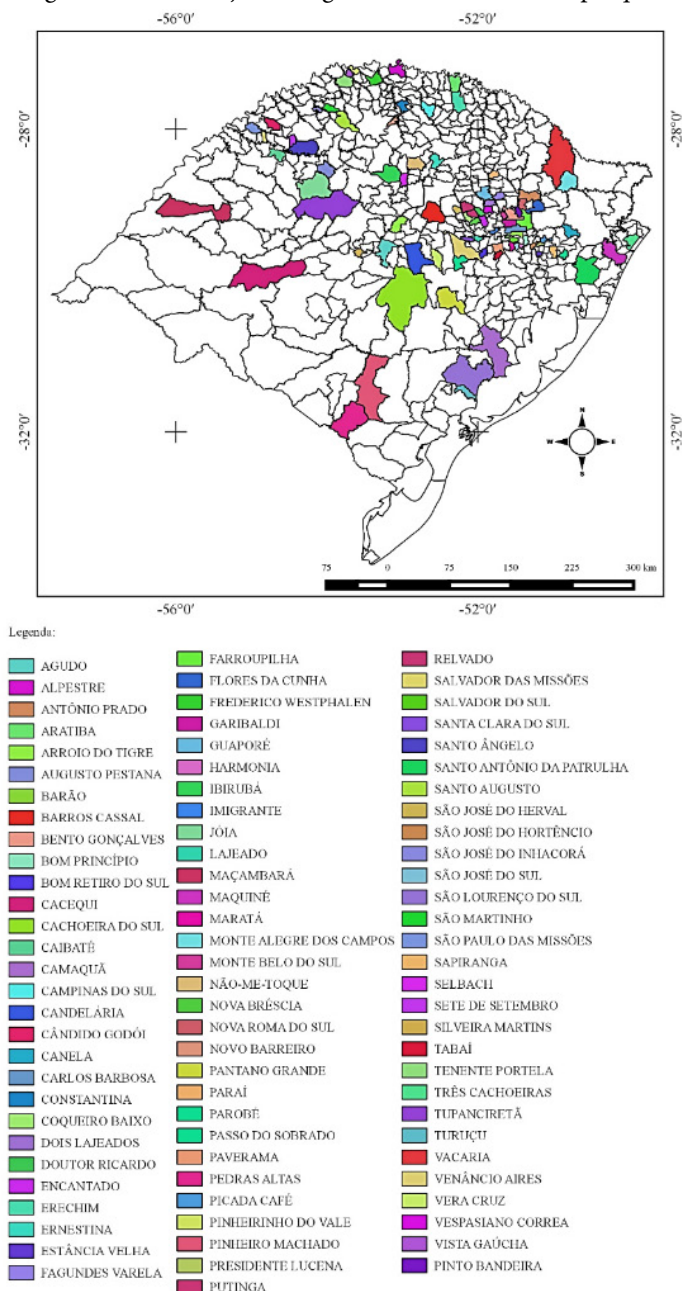 -56°0'
-52°0'
-28°0'
-28°0'
-32°0'
-32°0'
N
W
E
S
75 0 75 150 225 300 km
-56°0'
-52°0'
Legenda:
AGUDO
ALPESTRE
ANTÔNIO PRADO
ARATIBA
ARROIO DO TIGRE
AUGUSTO PESTANA
BARÃO
BARROS CASSAL
BENTO GONÇALVES
BOM PRINCÍPIO
BOM RETIRO DO SUL
CACEQUI
CACHOEIRA DO SUL
CAIBATÉ
CAMAQUÃ
CAMPINAS DO SUL
CANDELÁRIA
CÂNDIDO GODÓI
CANELA
CARLOS BARBOSA
CONSTANTINA
COQUEIRO BAIXO
DOIS LAJEADOS
DOUTOR RICARDO
ENCANTADO
ERECHIM
ERNESTINA
ESTÂNCIA VELHA
FAGUNDES VARELA
FARROUPILHA
FLORES DA CUNHA
FREDERICO WESTPHALEN
GARIBALDI
GUAPORÉ
HARMONIA
IBIRUBÁ
IMIGRANTE
JÓIA
LAJEADO
MAÇAMBARÁ
MAQUINÉ
MARATÁ
MONTE ALEGRE DOS CAMPOS
MONTE BELO DO SUL
NÃO-ME-TOQUE
NOVA BRÉSCIA
NOVA ROMA DO SUL
NOVO BARREIRO
PANTANO GRANDE
PARAÍ
PAROBÉ
PASSO DO SOBRADO
PAVERAMA
PEDRAS ALTAS
PICADA CAFÉ
PINHEIRINHO DO VALE
PINHEIRO MACHADO
PRESIDENTE LUCENA
PUTINGA
RELVADO
SALVADOR DAS MISSÕES
SALVADOR DO SUL
SANTA CLARA DO SUL
SANTO ÂNGELO
SANTO ANTÔNIO DA PATRULHA
SANTO AUGUSTO
SÃO JOSÉ DO HERVAL
SÃO JOSÉ DO HORTÊNCIO
SÃO JOSÉ DO INHACORÁ
SÃO JOSÉ DO SUL
SÃO LOURENÇO DO SUL
SÃO MARTINHO
SÃO PAULO DAS MISSÕES
SAPIRANGA
SELBACH
SETE DE SETEMBRO
SILVEIRA MARTINS
TABAÍ
TENENTE PORTELA
TRÊS CACHOEIRAS
TUPANCIRETÃ
TURUÇU
VACARIA
VENÂNCIO AIRES
VERA CRUZ
VESPASIANO CORREA
VISTA GAÚCHA
PINTO BANDEIRA